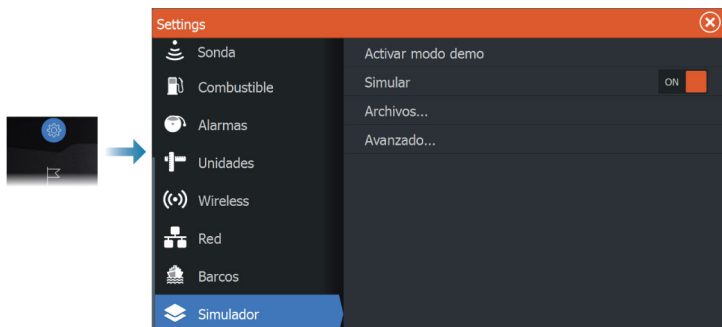 Settings
Sonda
Combustible
Alarmas
Unidades
Wireless
Red
Barcos
Simulador
Activar modo demo
Simular ON
Archivos...
Avanzado...